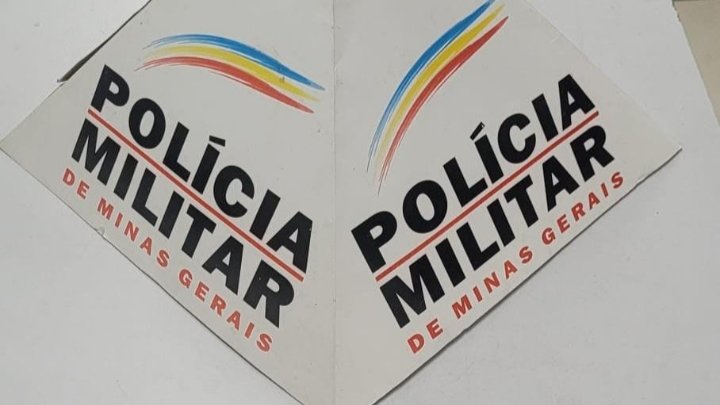 POLÍCIA
MILITAR
DE MINAS GERAIS
POLÍCIA
MILITAR
DE MINAS GERAIS